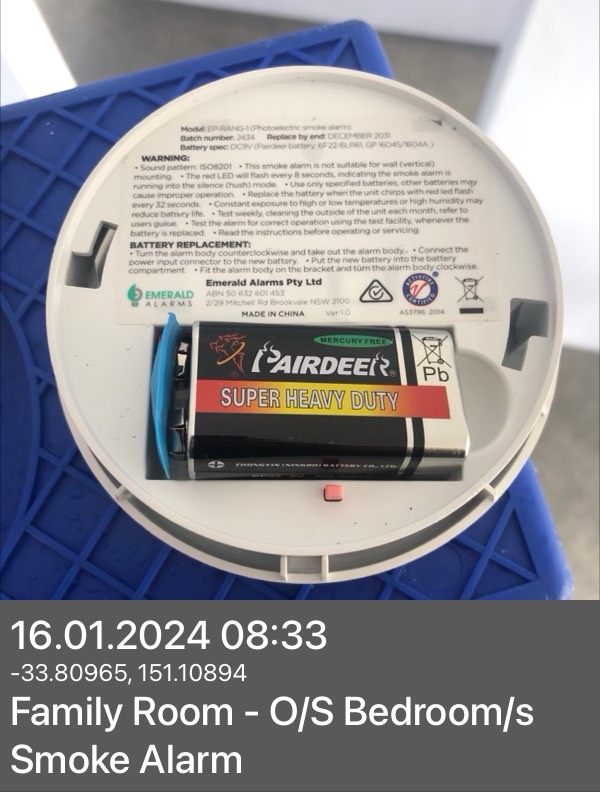 Model: EP-RANG-1 (Photoelectric smoke alarm)
Batch number: 2434 Replace by end: DECEMBER 2031
Battery spec: DC9V (Pairdeer battery: 6F22/6LR61, GP 1604S/1604A )
WARNING:
• Sound pattern: ISO8201 • This smoke alarm is not suitable for wall (vertical)
mounting. • The red LED will flash every 8 seconds, indicating the smoke alarm is
running into the silence (hush) mode. • Use only specified batteries, other batteries may
cause improper operation. • Replace the battery when the unit chirps with red led flash
every 32 seconds. • Constant exposure to high or low temperatures or high humidity may
reduce battery life. • Test weekly, cleaning the outside of the unit each month, refer to
users guide. • Test the alarm for correct operation using the test facility, whenever the
battery is replaced. • Read the instructions before operating or servicing.
BATTERY REPLACEMENT:
• Turn the alarm body counterclockwise and take out the alarm body. • Connect the
power input connector to the new battery. • Put the new battery into the battery
compartment. • Fit the alarm body on the bracket and turn the alarm body clockwise.
EMERALD
ALARMS
Emerald Alarms Pty Ltd
ABN 50 632 601 453
2/29 Mitchell Rd Brookvale NSW 2100
MADE IN CHINA Ver 1.0
ACTIVFIRE
CERTIFIED
AS3786: 2014
MERCURY FREE
PAIRDEER®
Pb
SUPER HEAVY DUTY
ZHONGYIN (NINGBO) BATTERY CO., LTD.
16.01.2024 08:33
-33.80965, 151.10894
Family Room - O/S Bedroom/s
Smoke Alarm